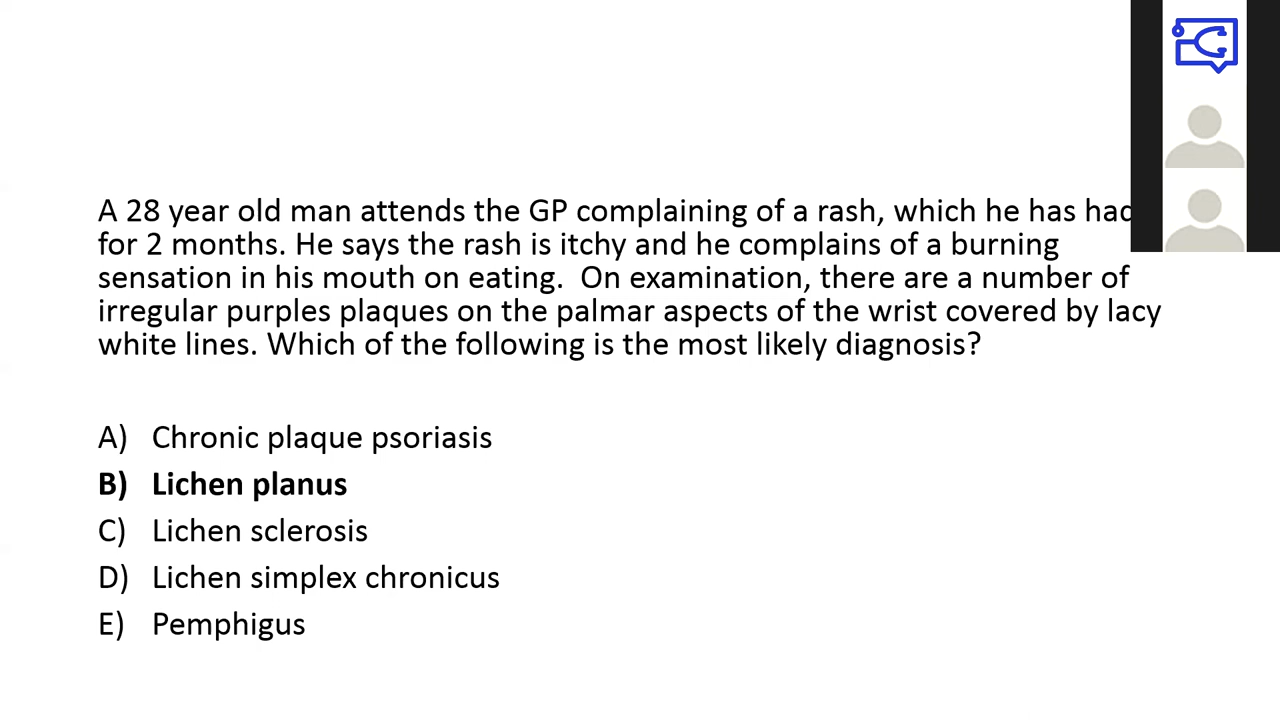 A 28 year old man attends the GP complaining of a rash, which he has had
for 2 months. He says the rash is itchy and he complains of a burning
sensation in his mouth on eating.  On examination, there are a number of
irregular purples plaques on the palmar aspects of the wrist covered by lacy
white lines. Which of the following is the most likely diagnosis?
A) Chronic plaque psoriasis
B) Lichen planus
C) Lichen sclerosis
D) Lichen simplex chronicus
E) Pemphigus